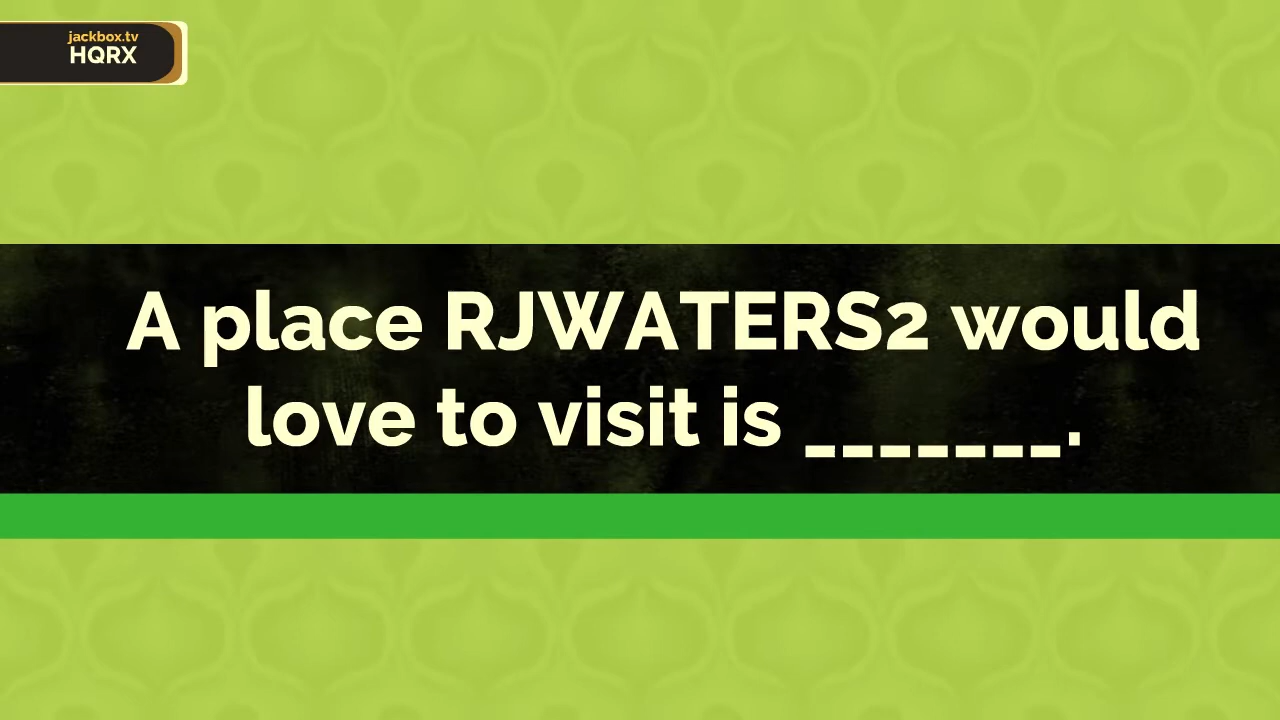 jackbox.tv
HQRX
A place RJWATERS2 would
love to visit is _______.